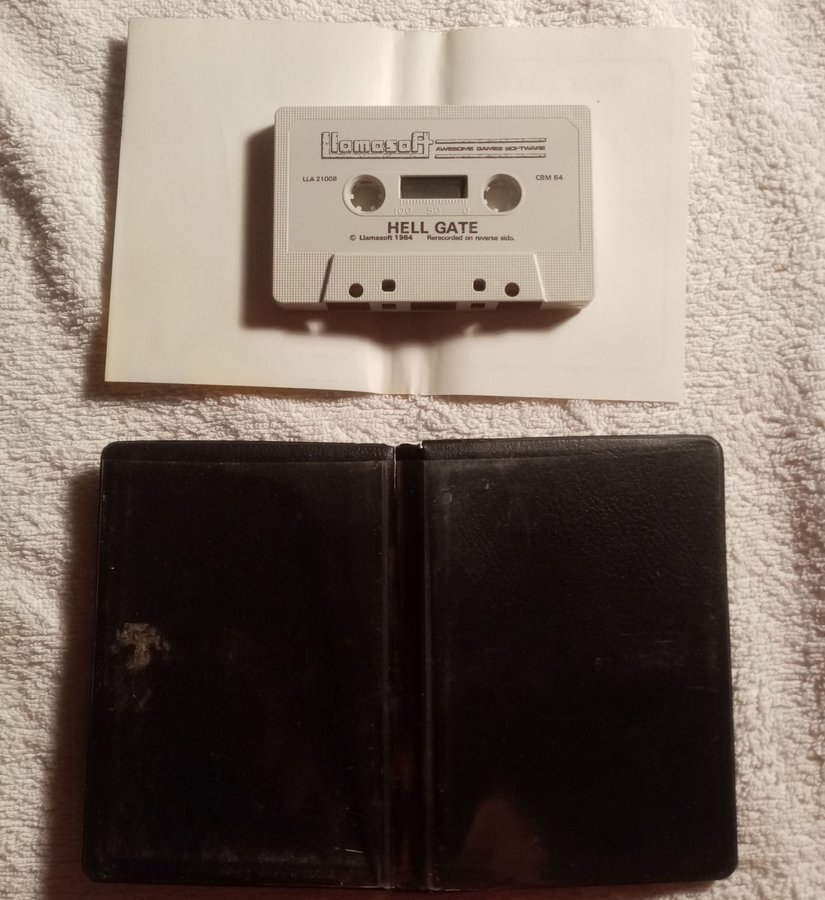 Llamasoft AWESOME GAMES SOFTWARE
LLA 21008 CBM 64
100 50 0
HELL GATE
© Llamasoft 1984 Rerecorded on reverse side.